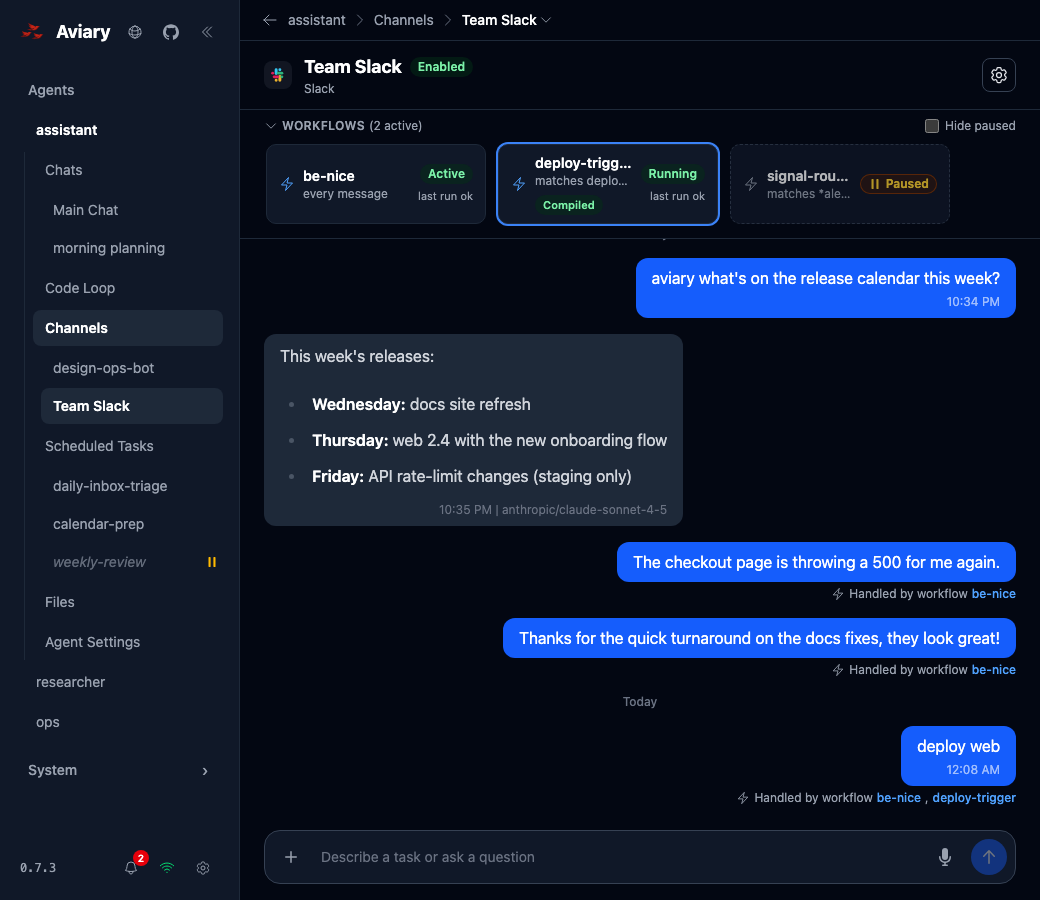 Aviary
Agents
assistant
Chats
Main Chat
morning planning
Code Loop
Channels
design-ops-bot
Team Slack
Scheduled Tasks
daily-inbox-triage
calendar-prep
weekly-review
Files
Agent Settings
researcher
ops
System
0.7.3
2
assistant
Channels
Team Slack
Team Slack
Enabled
Slack
WORKFLOWS (2 active)
Hide paused
be-nice
every message
Active
last run ok
deploy-trigg...
matches deplo...
Compiled
Running
last run ok
signal-rou...
matches *ale...
Paused
aviary what's on the release calendar this week?
10:34 PM
This week's releases:
Wednesday: docs site refresh
Thursday: web 2.4 with the new onboarding flow
Friday: API rate-limit changes (staging only)
10:35 PM | anthropic/claude-sonnet-4-5
The checkout page is throwing a 500 for me again.
Handled by workflow be-nice
Thanks for the quick turnaround on the docs fixes, they look great!
Handled by workflow be-nice
Today
deploy web
12:08 AM
Handled by workflow be-nice , deploy-trigger
Describe a task or ask a question